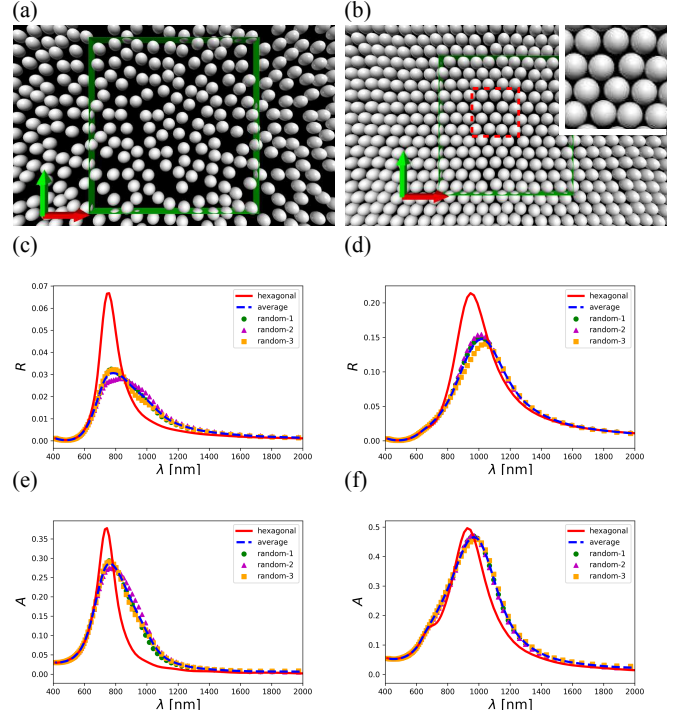 (a)
(b)
(c)
(d)
0.07
0.06
0.05
0.04
0.03
0.02
0.01
0.00
R
hexagonal
average
random-1
random-2
random-3
400 600 800 1000 1200 1400 1600 1800 2000
λ [nm]
0.20
0.15
0.10
0.05
0.00
R
hexagonal
average
random-1
random-2
random-3
400 600 800 1000 1200 1400 1600 1800 2000
λ [nm]
(e)
(f)
0.35
0.30
0.25
0.20
0.15
0.10
0.05
0.00
A
hexagonal
average
random-1
random-2
random-3
400 600 800 1000 1200 1400 1600 1800 2000
λ [nm]
0.5
0.4
0.3
0.2
0.1
0.0
A
hexagonal
average
random-1
random-2
random-3
400 600 800 1000 1200 1400 1600 1800 2000
λ [nm]